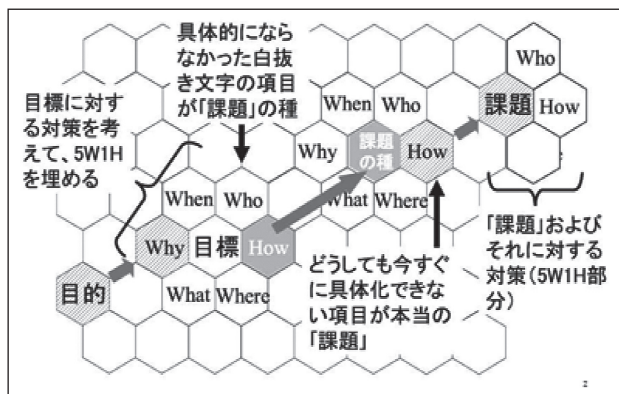 具体的になら
なかった白抜
き文字の項目
が「課題」の種
目標に対す
る対策を考
えて、5W1H
を埋める
Who
課題
How
When
Who
Why
課題
の種
How
What
Where
When
Who
Why
目標
How
What
Where
目的
どうしても今すぐ
に具体化できな
い項目が本当の
「課題」
「課題」および
それに対する
対策(5W1H部
分)
2